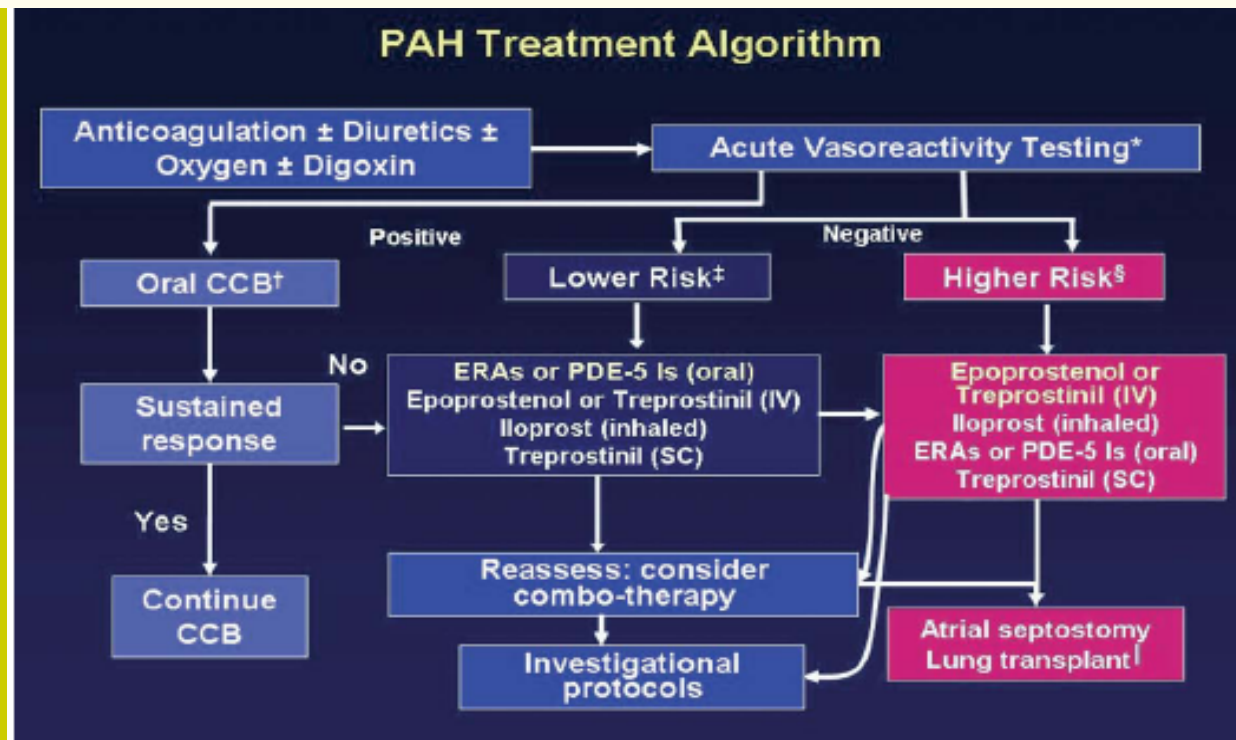 PAH Treatment Algorithm
Anticoagulation ± Diuretics ±
Oxygen ± Digoxin
Acute Vasoreactivity Testing*
Positive
Negative
Oral CCB†
Lower Risk‡
Higher Risk§
No
Sustained
response
ERAs or PDE-5 Is (oral)
Epoprostenol or Treprostinil (IV)
Iloprost (inhaled)
Treprostinil (SC)
Epoprostenol or
Treprostinil (IV)
Iloprost (inhaled)
ERAs or PDE-5 Is (oral)
Treprostinil (SC)
Yes
Reassess: consider
combo-therapy
Continue
CCB
Investigational
protocols
Atrial septostomy
Lung transplant